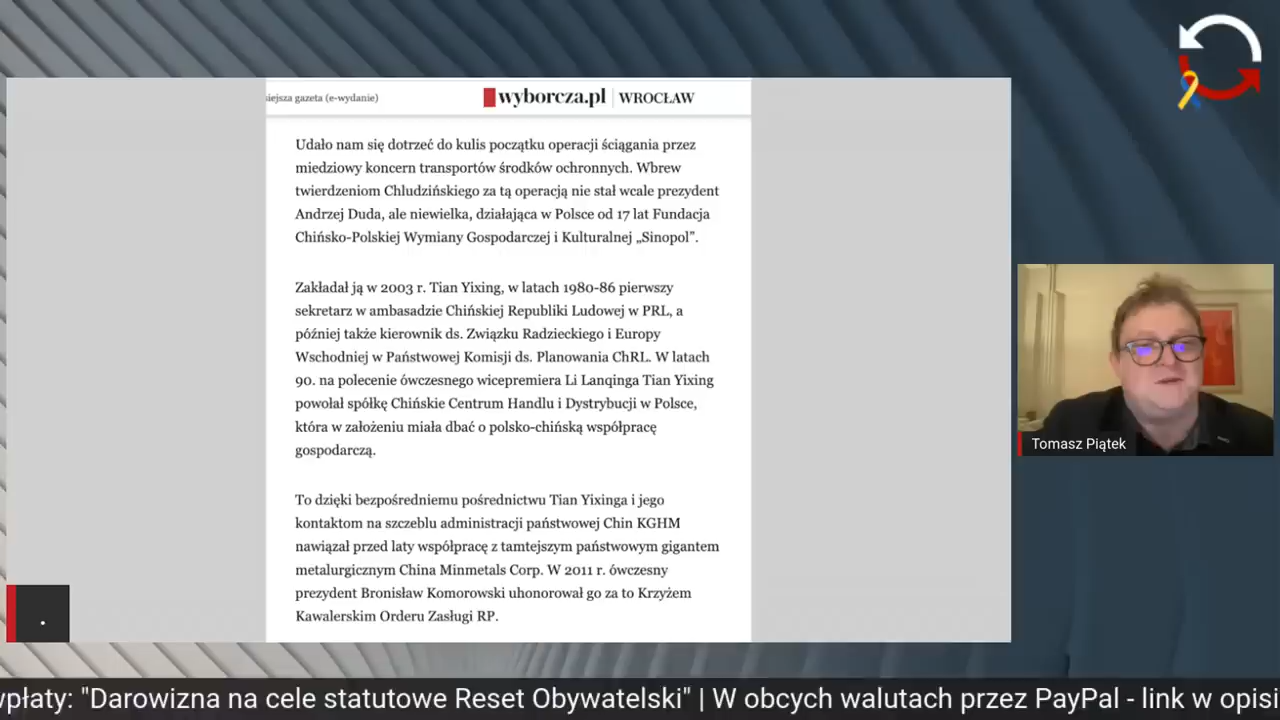 siejsza gazeta (e-wydanie)
wyborcza.pl WROCŁAW
Udało nam się dotrzeć do kulis początku operacji ściągania przez
miedziowy koncern transportów środków ochronnych. Wbrew
twierdzeniom Chludzińskiego za tą operacją nie stał wcale prezydent
Andrzej Duda, ale niewielka, działająca w Polsce od 17 lat Fundacja
Chińsko-Polskiej Wymiany Gospodarczej i Kulturalnej „Sinopol”.
Zakładał ją w 2003 r. Tian Yixing, w latach 1980-86 pierwszy
sekretarz w ambasadzie Chińskiej Republiki Ludowej w PRL, a
później także kierownik ds. Związku Radzieckiego i Europy
Wschodniej w Państwowej Komisji ds. Planowania ChRL. W latach
90. na polecenie ówczesnego wicepremiera Li Lanqinga Tian Yixing
powołał spółkę Chińskie Centrum Handlu i Dystrybucji w Polsce,
która w założeniu miała dbać o polsko-chińską współpracę
gospodarczą.
To dzięki bezpośredniemu pośrednictwu Tian Yixinga i jego
kontaktom na szczeblu administracji państwowej Chin KGHM
nawiązał przed laty współpracę z tamtejszym państwowym gigantem
metalurgicznym China Minmetals Corp. W 2011 r. ówczesny
prezydent Bronisław Komorowski uhonorował go za to Krzyżem
Kawalerskim Orderu Zasługi RP.
Tomasz Piątek
.
wpłaty: "Darowizna na cele statutowe Reset Obywatelski" | W obcych walutach przez PayPal - link w opisi